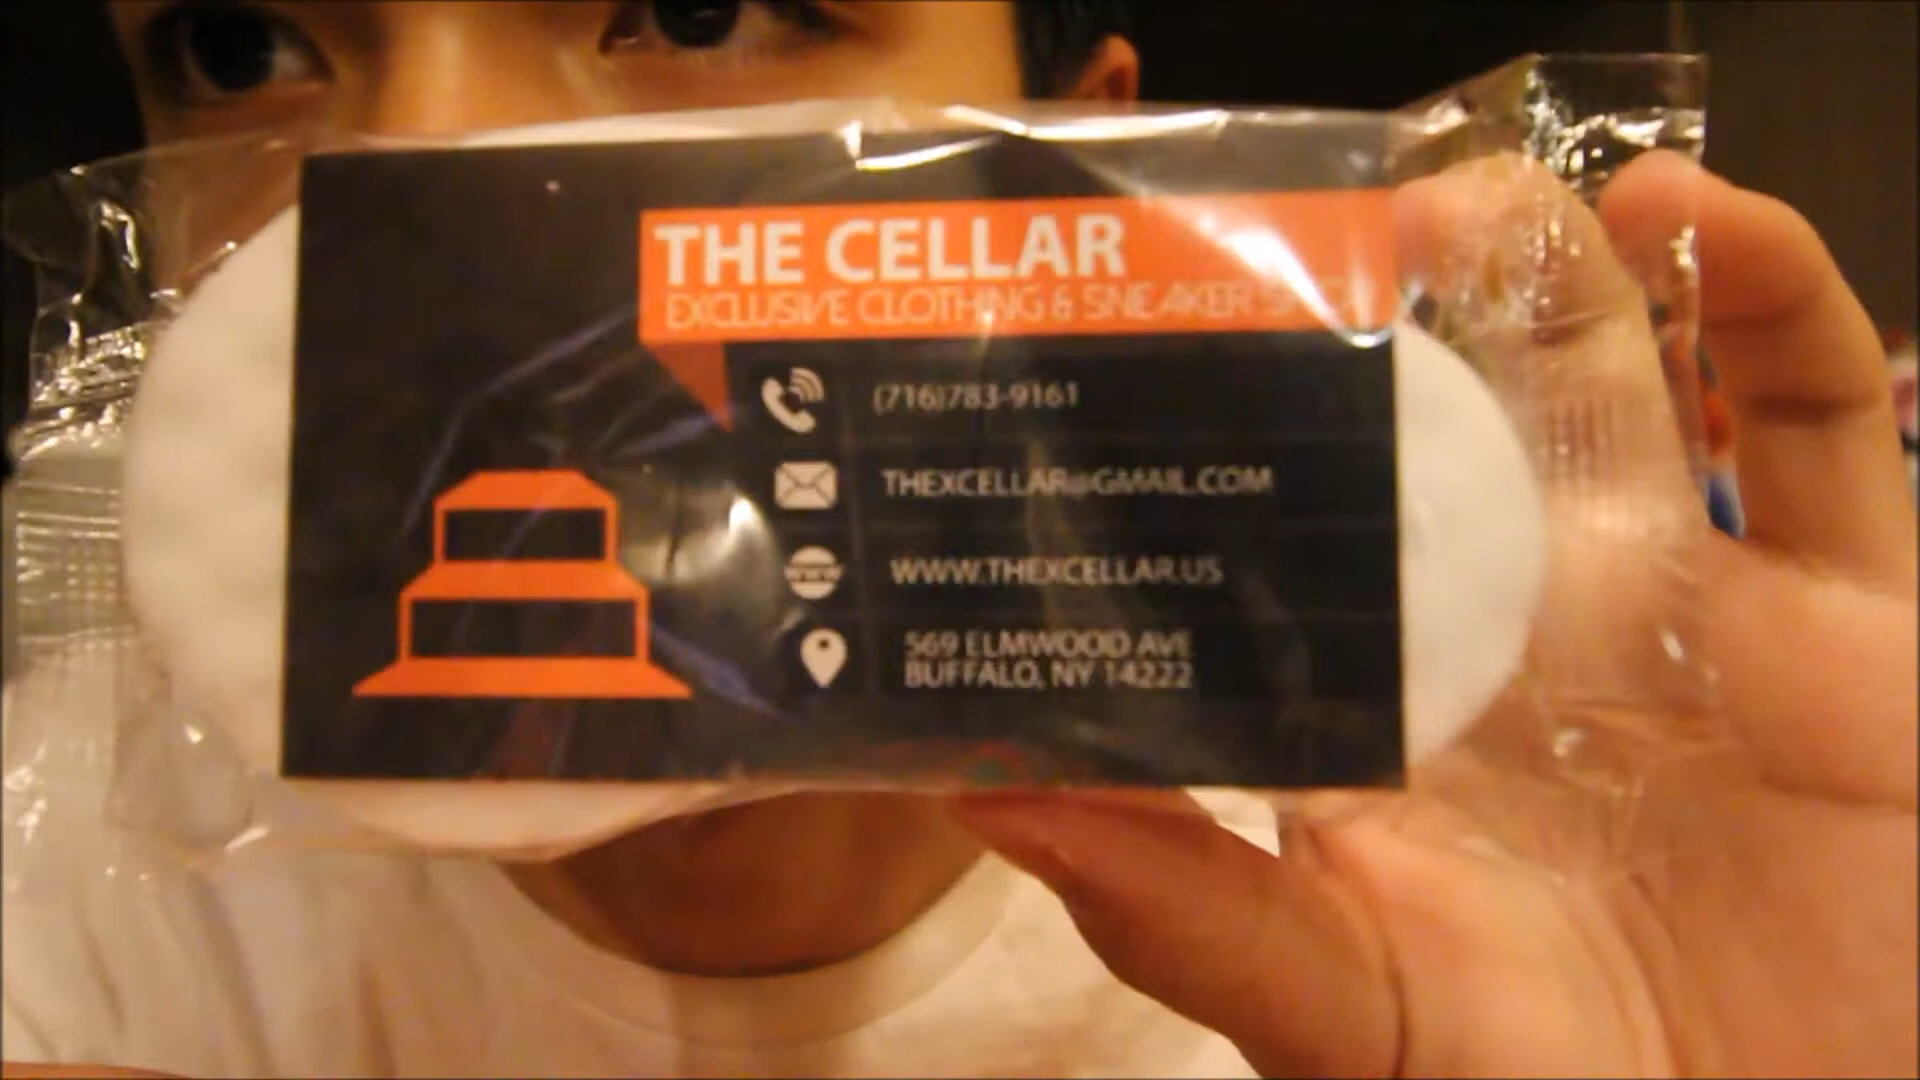 THE CELLAR
EXCLUSIVE CLOTHING & SNEAKER
(716)783-9161
THEXCELLAR@GMAIL.COM
WWW
WWW.THEXCELLAR.US
569 ELMWOOD AVE
BUFFALO, NY 14222